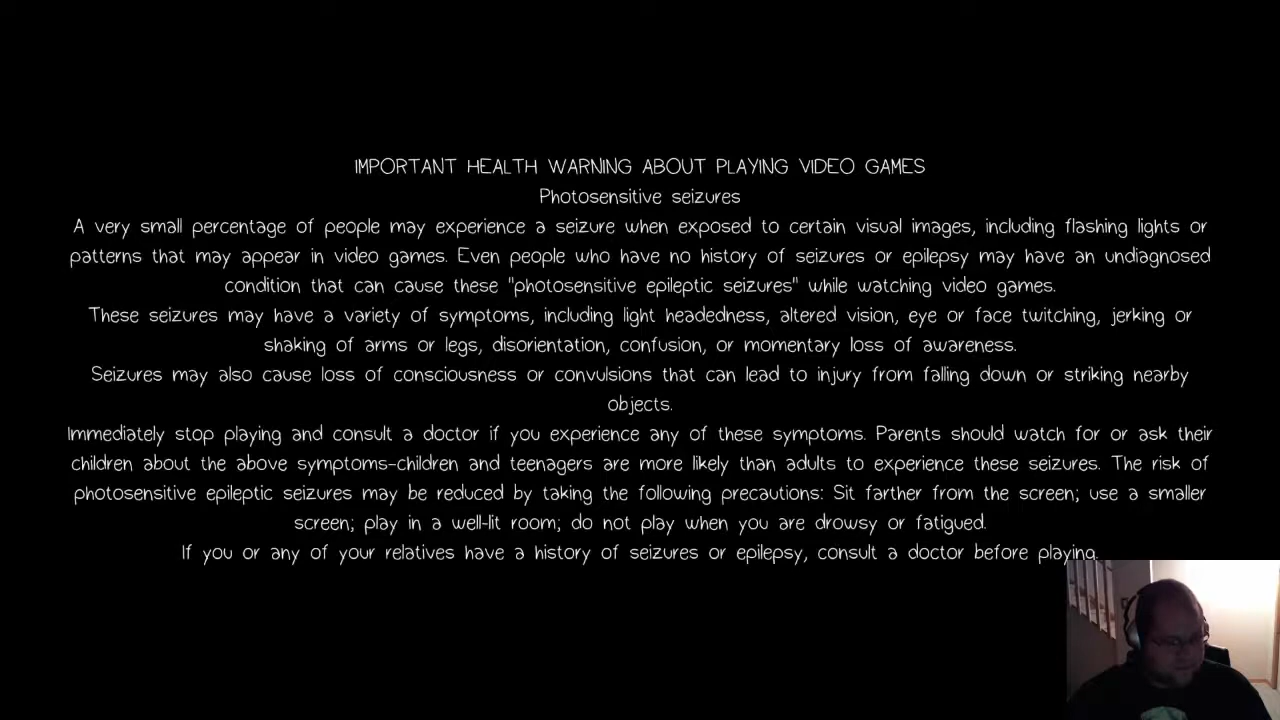 IMPORTANT HEALTH WARNING ABOUT PLAYING VIDEO GAMES
Photosensitive seizures
A very small percentage of people may experience a seizure when exposed to certain visual images, including flashing lights or
patterns that may appear in video games. Even people who have no history of seizures or epilepsy may have an undiagnosed
condition that can cause these "photosensitive epileptic seizures" while watching video games.
These seizures may have a variety of symptoms, including light headedness, altered vision, eye or face twitching, jerking or
shaking of arms or legs, disorientation, confusion, or momentary loss of awareness.
Seizures may also cause loss of consciousness or convulsions that can lead to injury from falling down or striking nearby
objects.
Immediately stop playing and consult a doctor if you experience any of these symptoms. Parents should watch for or ask their
children about the above symptoms-children and teenagers are more likely than adults to experience these seizures. The risk of
photosensitive epileptic seizures may be reduced by taking the following precautions: Sit farther from the screen; use a smaller
screen; play in a well-lit room; do not play when you are drowsy or fatigued.
If you or any of your relatives have a history of seizures or epilepsy, consult a doctor before playing.